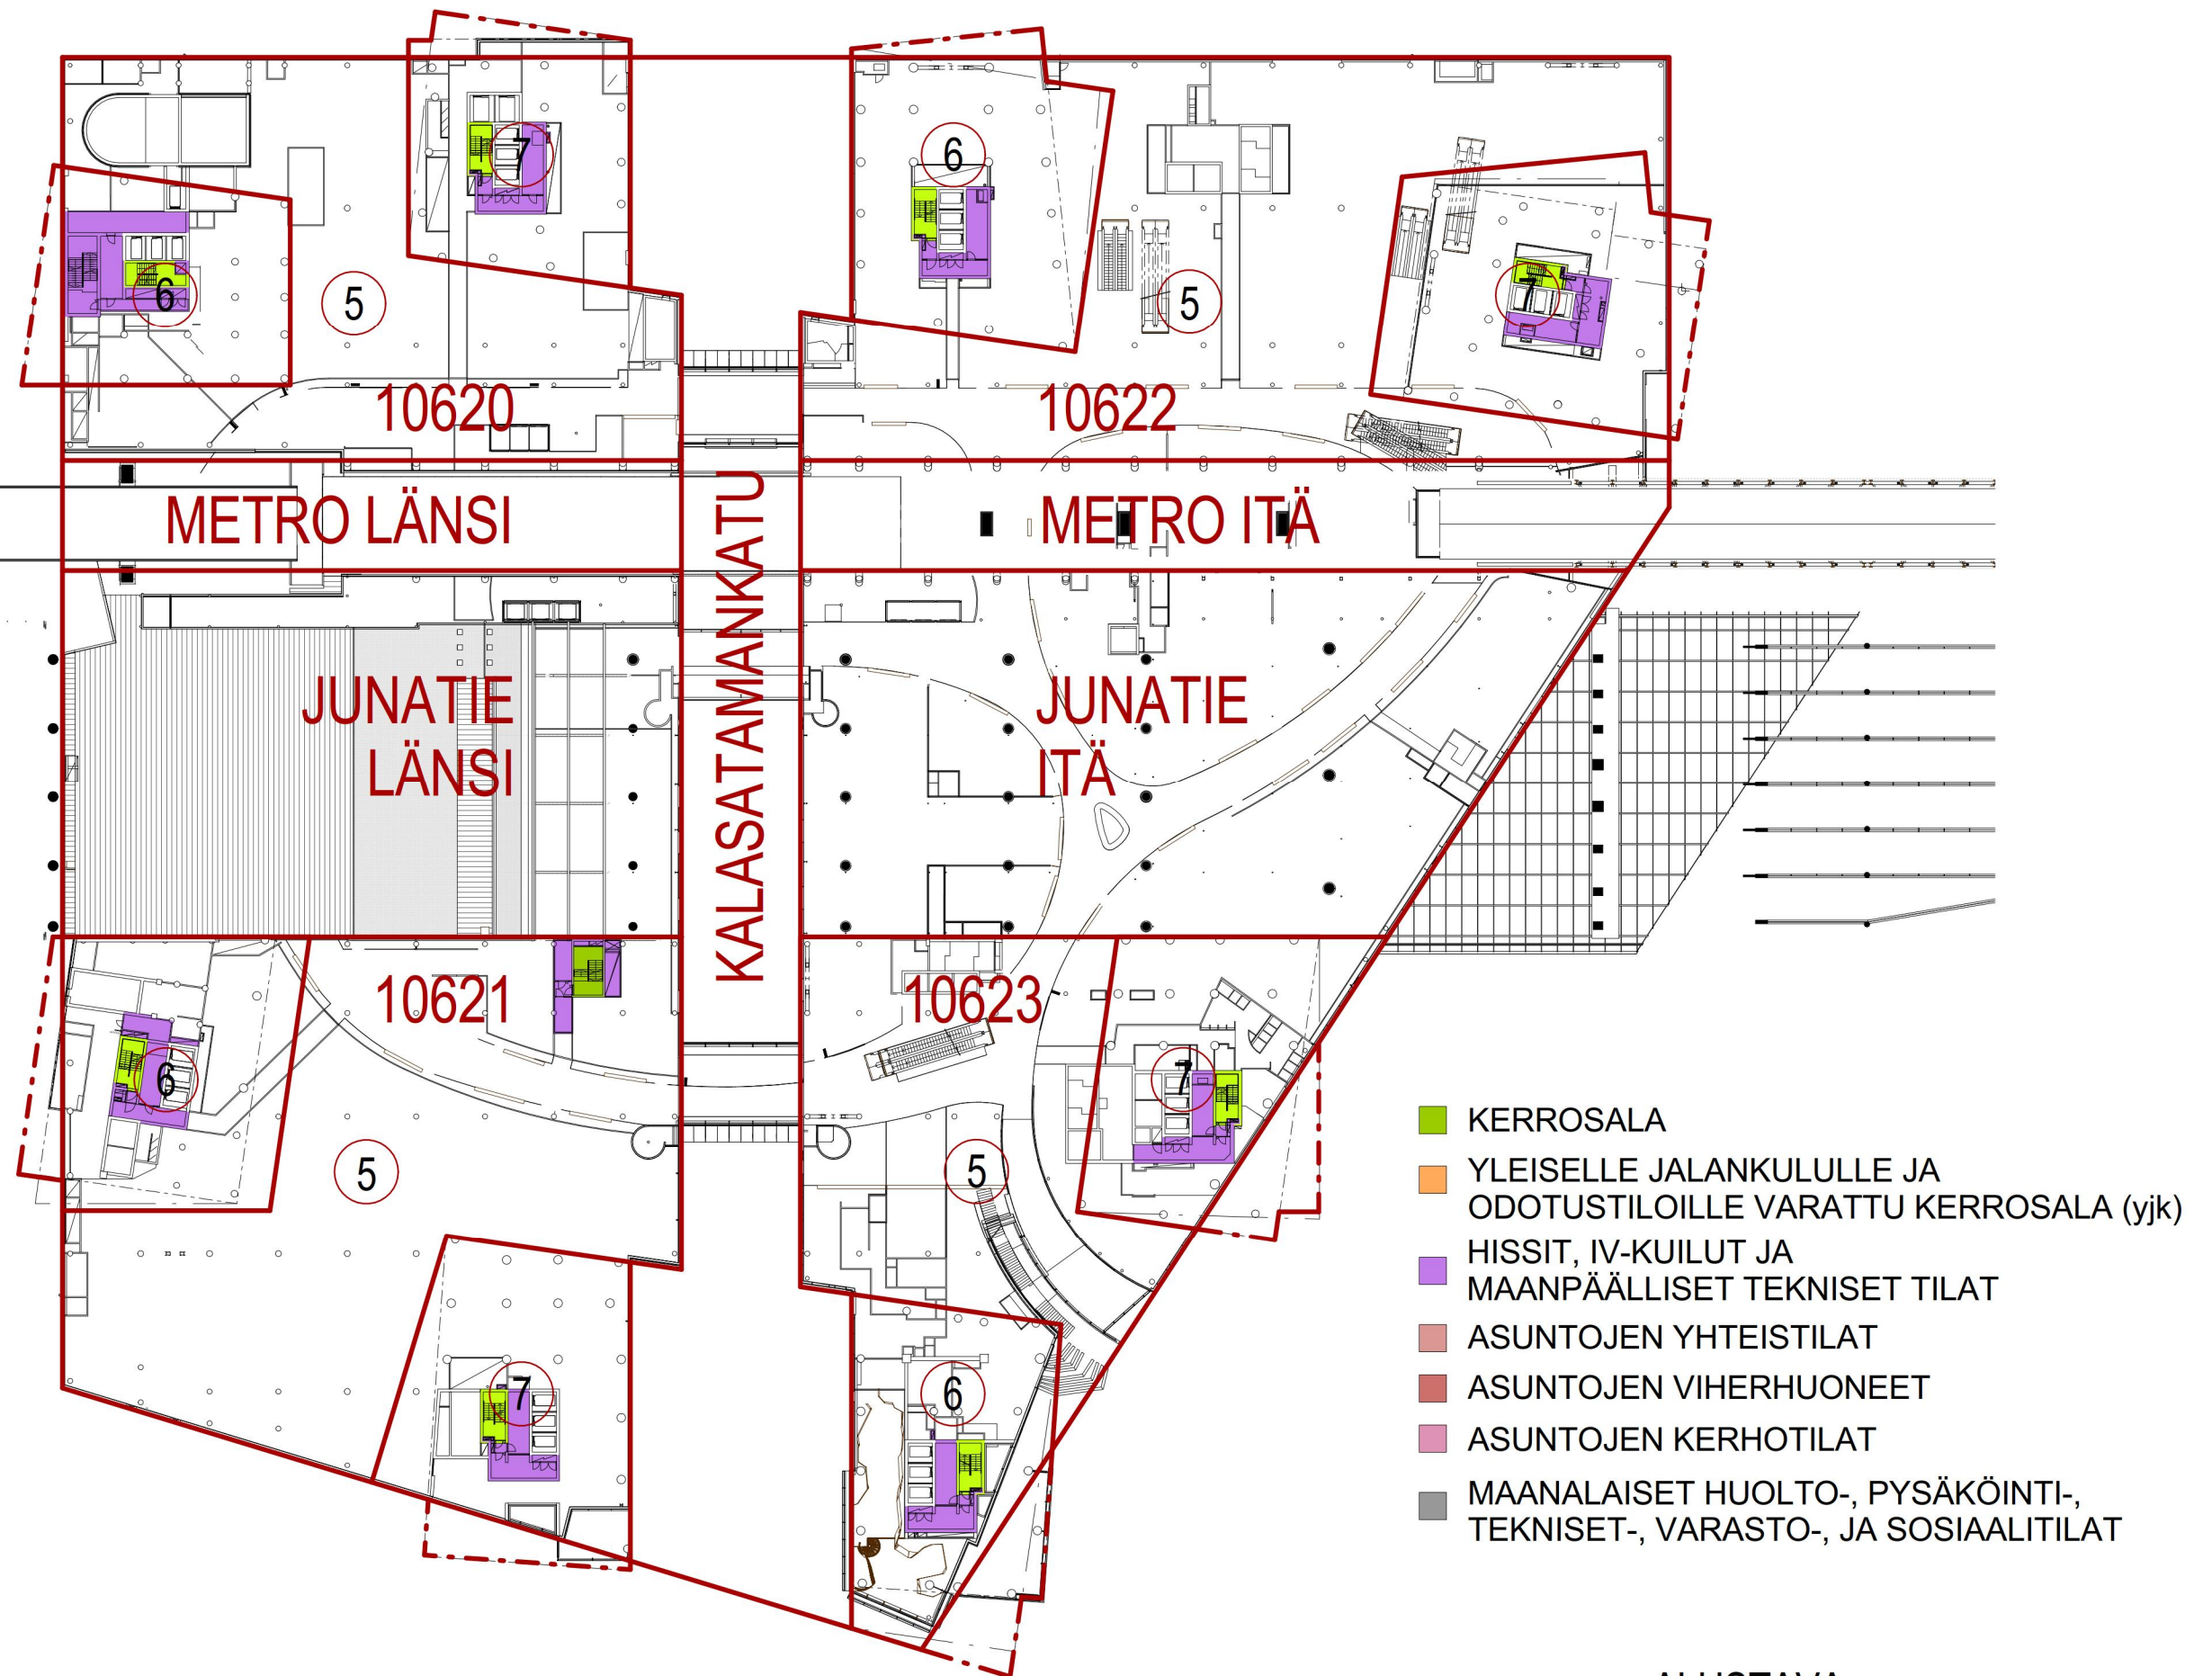 7
6
6
5
5
7
10620
10622
METRO LÄNSI
METRO ITÄ
KALASATAMANKATU
JUNATIE
LÄNSI
JUNATIE
ITÄ
10621
10623
6
7
5
5
7
6
KERROSALA
YLEISELLE JALANKULULLE JA
ODOTUSTILOILLE VARATTU KERROSALA (yjk)
HISSIT, IV-KUILUT JA
MAANPÄÄLLISET TEKNISET TILAT
ASUNTOJEN YHTEISTILAT
ASUNTOJEN VIHERHUONEET
ASUNTOJEN KERHOTILAT
MAANALAISET HUOLTO-, PYSÄKÖINTI-,
TEKNISET-, VARASTO-, JA SOSIAALITILAT